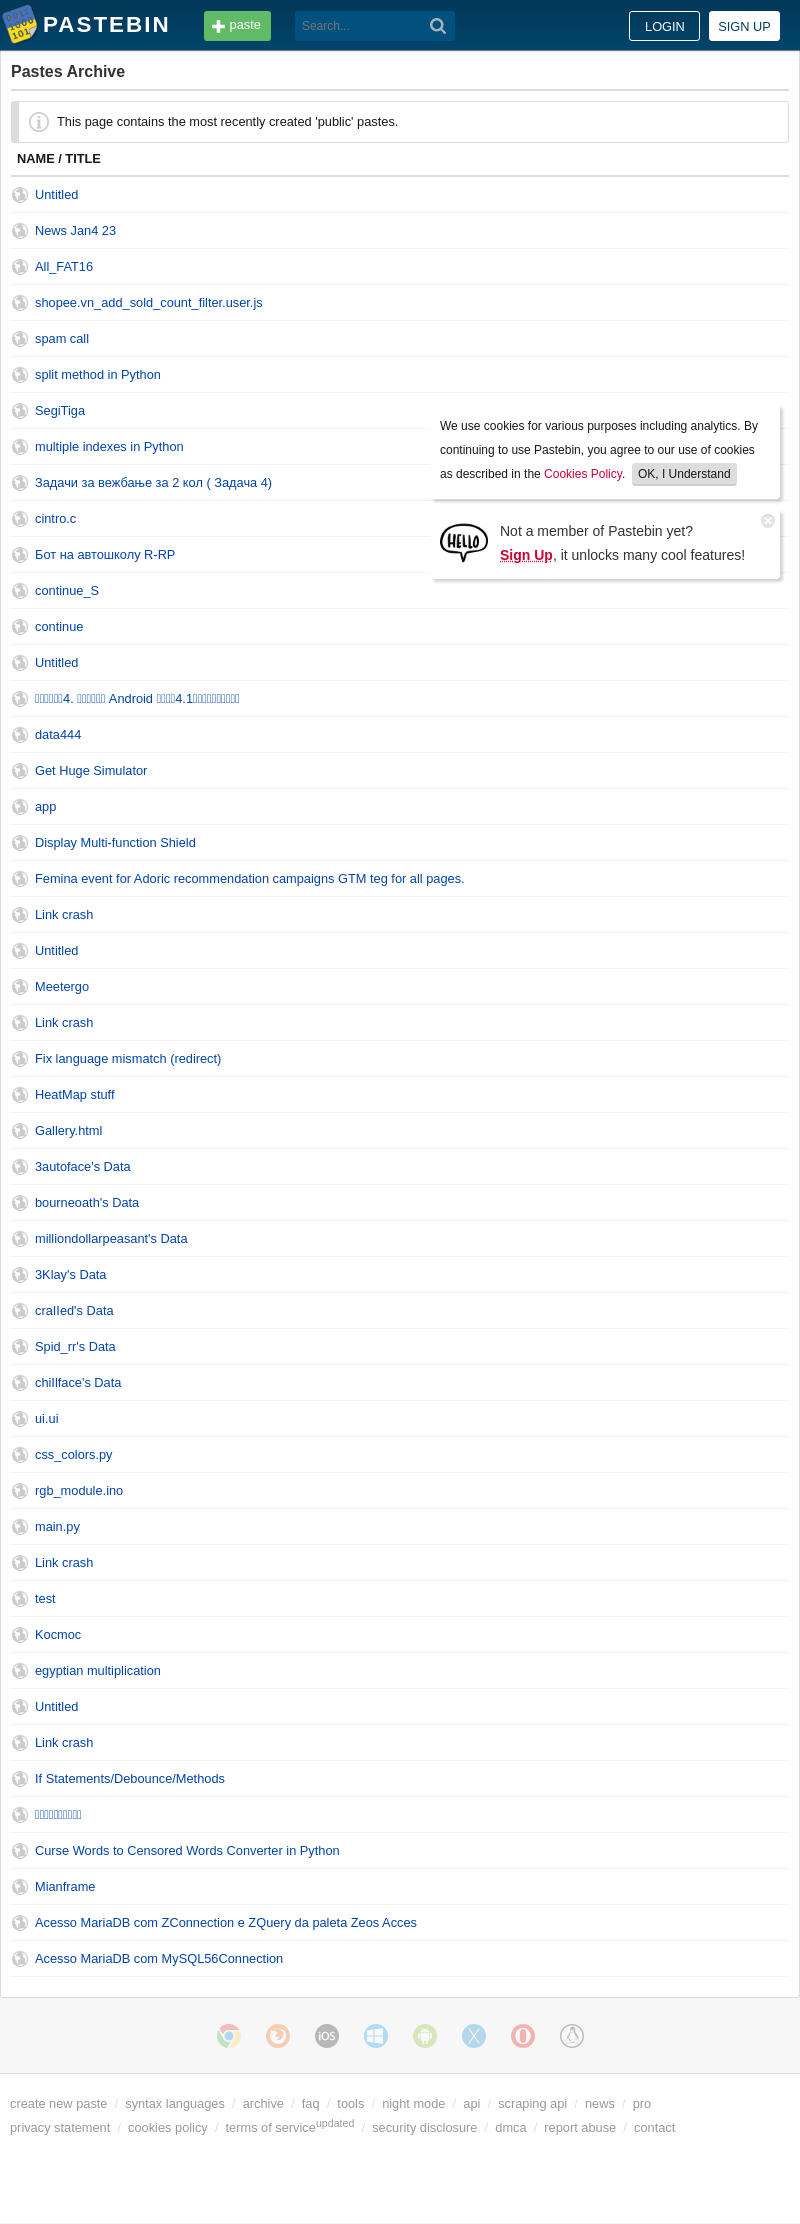 PASTEBIN
paste
Search...
LOGIN
SIGN UP
Pastes Archive
This page contains the most recently created 'public' pastes.
NAME / TITLE
Untitled
News Jan4 23
All_FAT16
shopee.vn_add_sold_count_filter.user.js
spam call
split method in Python
SegiTiga
multiple indexes in Python
Задачи за вежбање за 2 кол ( Задача 4)
cintro.c
Бот на автошколу R-RP
We use cookies for various purposes including analytics. By
continuing to use Pastebin, you agree to our use of cookies
as described in the Cookies Policy. OK, I Understand
HELLO
Not a member of Pastebin yet?
Sign Up, it unlocks many cool features!
continue_S
continue
Untitled
4. Android 4.1
data444
Get Huge Simulator
app
Display Multi-function Shield
Femina event for Adoric recommendation campaigns GTM teg for all pages.
Link crash
Untitled
Meetergo
Link crash
Fix language mismatch (redirect)
HeatMap stuff
Gallery.html
3autoface's Data
bourneoath's Data
milliondollarpeasant's Data
3Klay's Data
craIIed's Data
Spid_rr's Data
chiIlface's Data
ui.ui
css_colors.py
rgb_module.ino
main.py
Link crash
test
Kocmoc
egyptian multiplication
Untitled
Link crash
If Statements/Debounce/Methods
Curse Words to Censored Words Converter in Python
Mianframe
Acesso MariaDB com ZConnection e ZQuery da paleta Zeos Acces
Acesso MariaDB com MySQL56Connection
iOS
create new paste / syntax languages / archive / faq / tools / night mode / api / scraping api / news / pro
privacy statement / cookies policy / terms of serviceupdated / security disclosure / dmca / report abuse / contact